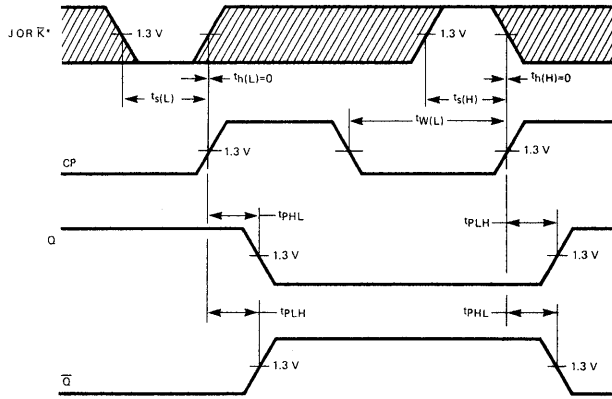 J OR K̅*
1.3 V
1.3 V
th(L)=0
th(H)=0
ts(L)
ts(H)
tW(L)
CP
1.3 V
1.3 V
tPHL
tPLH
Q
1.3 V
1.3 V
tPLH
tPHL
1.3 V
1.3 V
Q̅